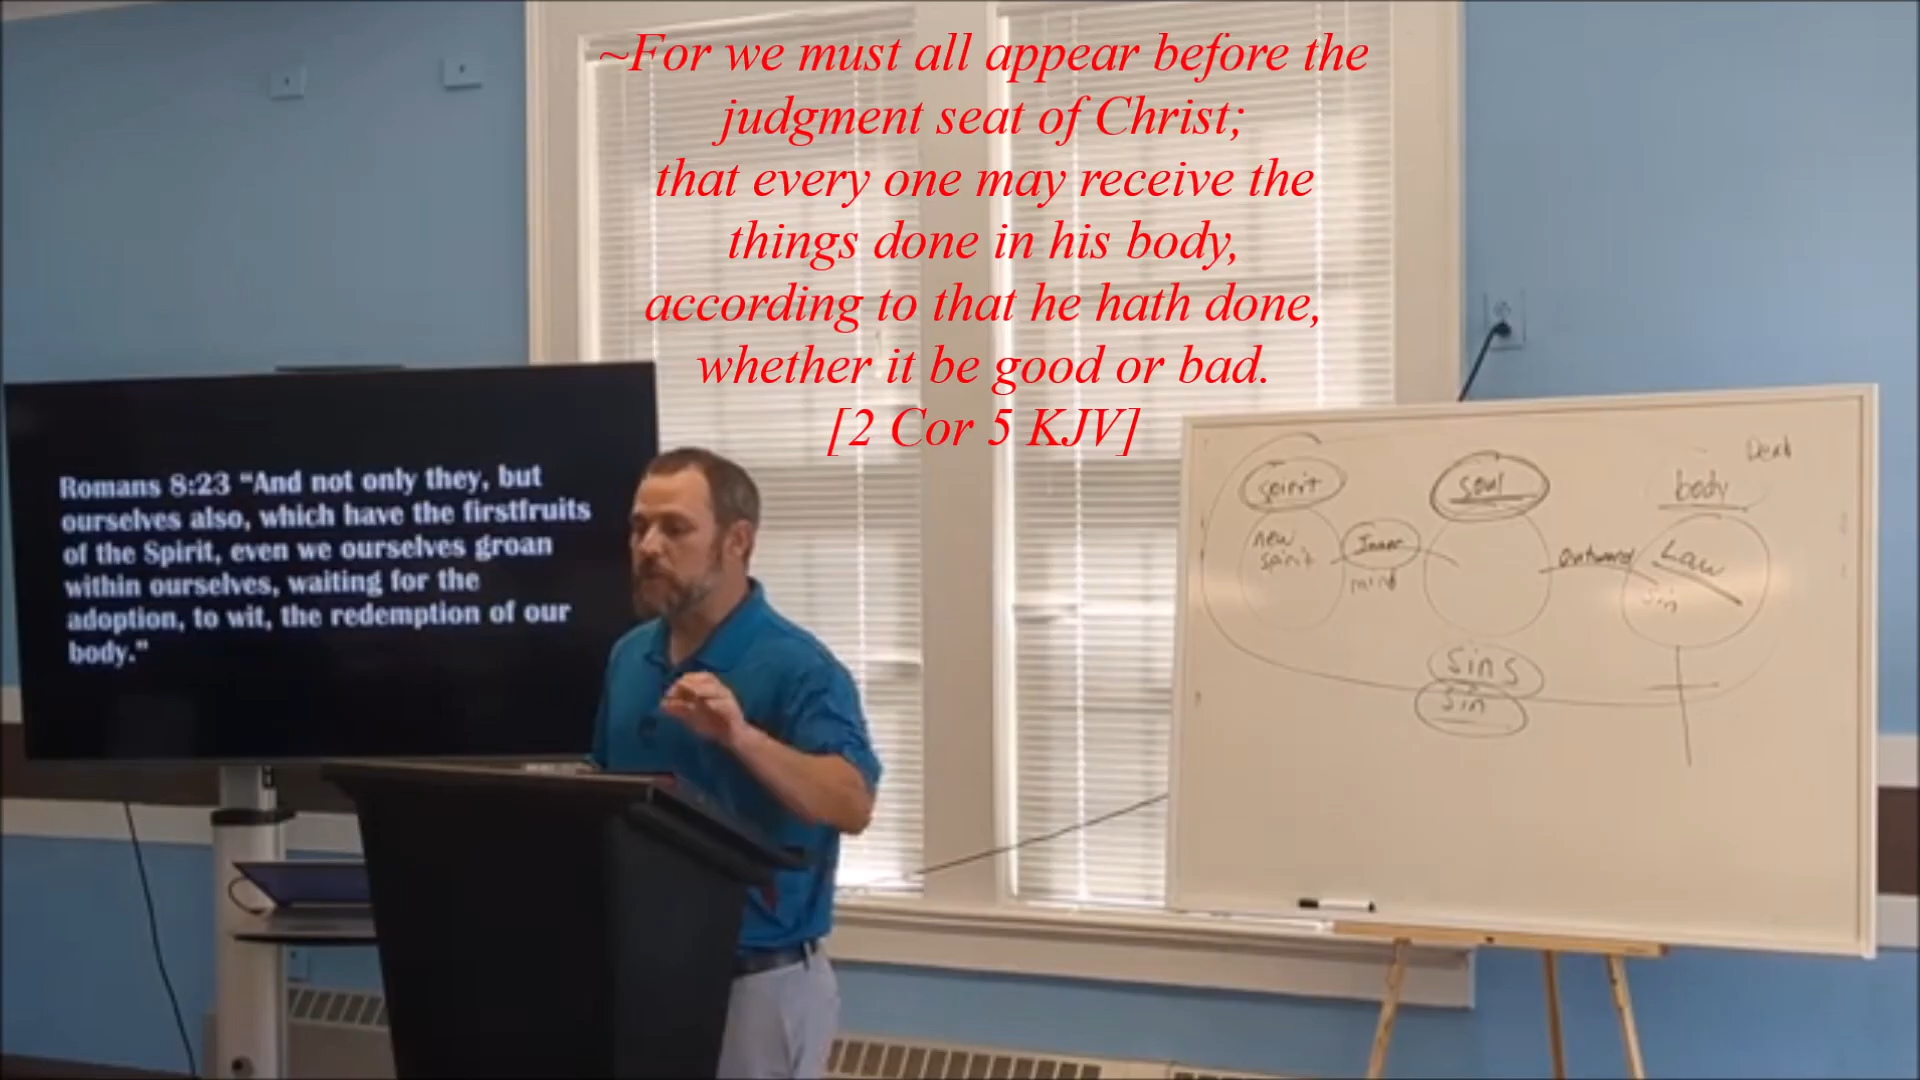 ~For we must all appear before the
judgment seat of Christ;
that every one may receive the
things done in his body,
according to that he hath done,
whether it be good or bad.
[2 Cor 5 KJV]
Romans 8:23 “And not only they, but
ourselves also, which have the firstfruits
of the Spirit, even we ourselves groan
within ourselves, waiting for the
adoption, to wit, the redemption of our
body.”
Dead
spirit
soul
body
new
spirit
Inner
mind
outward
Law
sin
Sins
Sin